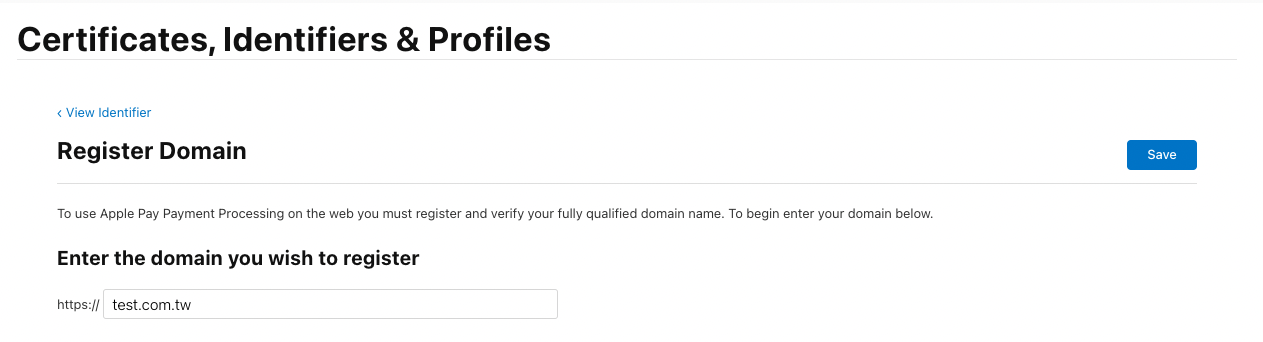 Certificates, Identifiers & Profiles
‹ View Identifier
Register Domain
Save
To use Apple Pay Payment Processing on the web you must register and verify your fully qualified domain name. To begin enter your domain below.
Enter the domain you wish to register
https:// test.com.tw